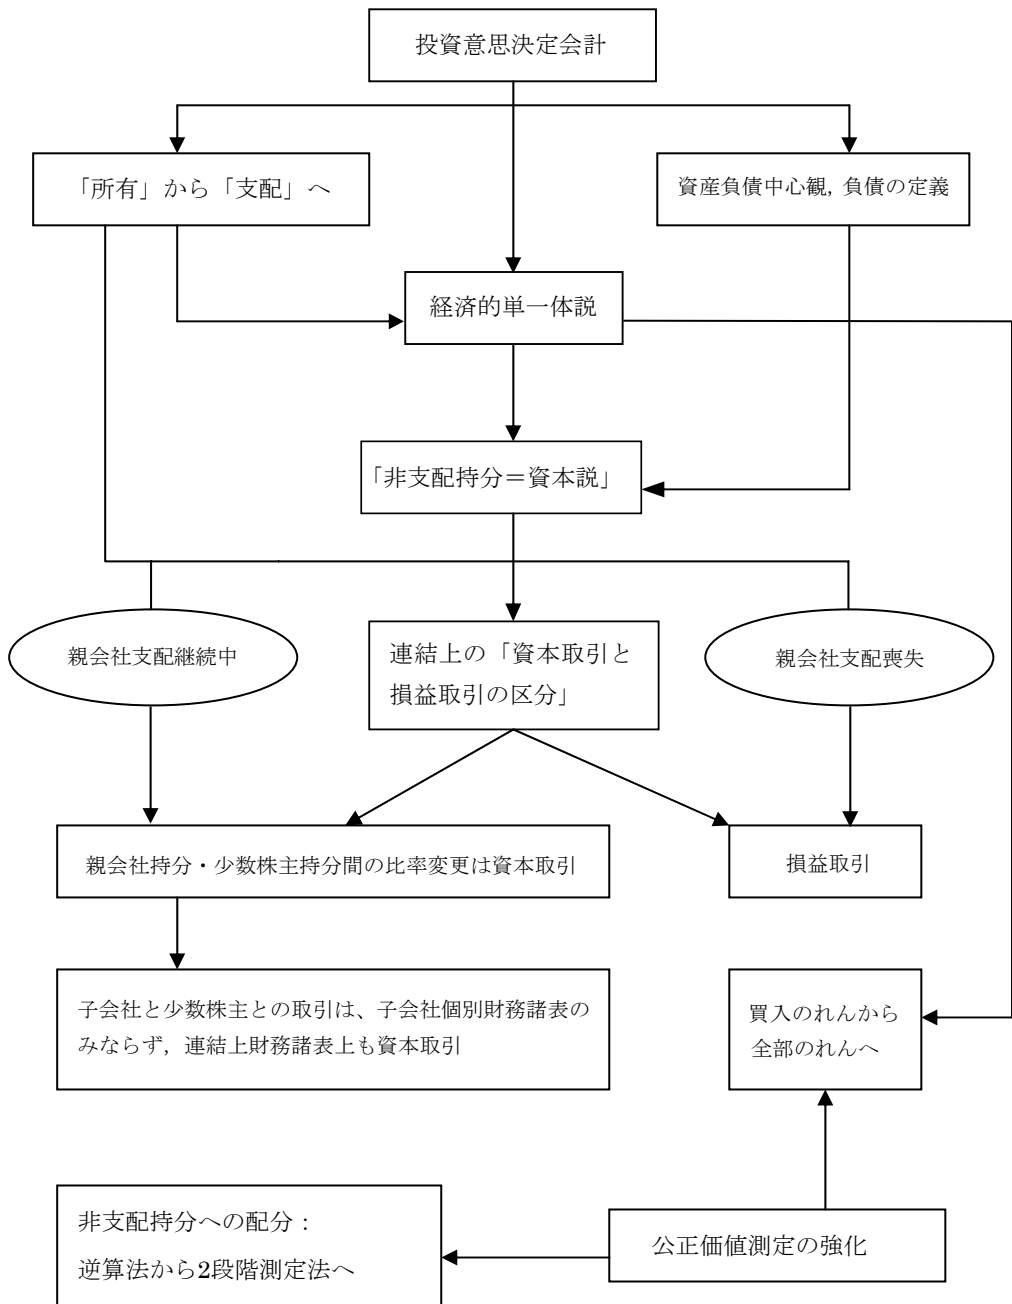 投資意思決定会計
「所有」から「支配」へ
資産負債中心観, 負債の定義
経済的単一体説
「非支配持分＝資本説」
親会社支配継続中
連結上の「資本取引と
損益取引の区分」
親会社支配喪失
親会社持分・少数株主持分間の比率変更は資本取引
損益取引
子会社と少数株主との取引は、子会社個別財務諸表の
みならず，連結上財務諸表上も資本取引
買入のれんから
全部のれんへ
非支配持分への配分：
逆算法から2段階測定法へ
公正価値測定の強化